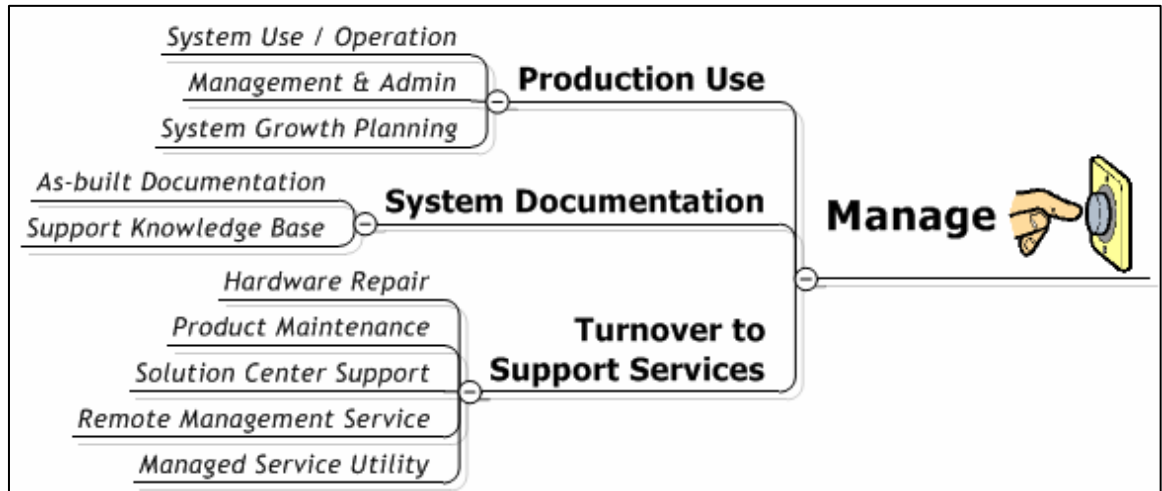 System Use / Operation
Management & Admin
System Growth Planning
Production Use
As-built Documentation
Support Knowledge Base
System Documentation
Manage
Hardware Repair
Product Maintenance
Solution Center Support
Remote Management Service
Managed Service Utility
Turnover to
Support Services